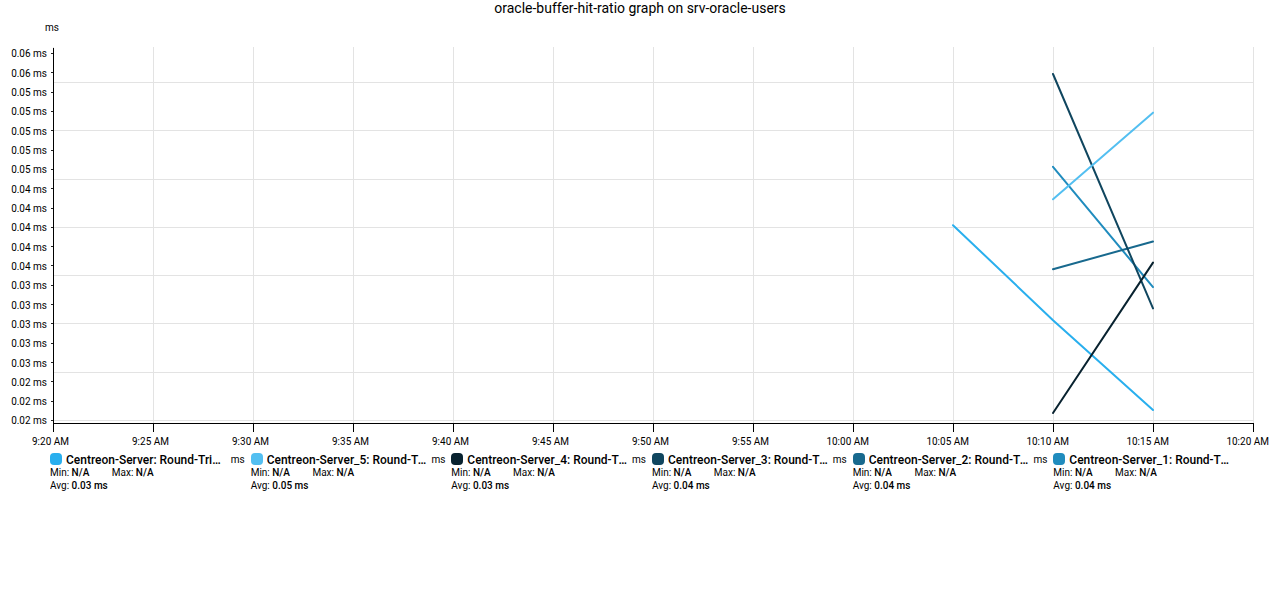 oracle-buffer-hit-ratio graph on srv-oracle-users
ms
0.06 ms
0.06 ms
0.05 ms
0.05 ms
0.05 ms
0.05 ms
0.05 ms
0.04 ms
0.04 ms
0.04 ms
0.04 ms
0.04 ms
0.03 ms
0.03 ms
0.03 ms
0.03 ms
0.03 ms
0.02 ms
0.02 ms
0.02 ms
9:20 AM 9:25 AM 9:30 AM 9:35 AM 9:40 AM 9:45 AM 9:50 AM 9:55 AM 10:00 AM 10:05 AM 10:10 AM 10:15 AM 10:20 AM
Centreon-Server: Round-Tri... ms Centreon-Server_5: Round-T... ms Centreon-Server_4: Round-T... ms Centreon-Server_3: Round-T... ms Centreon-Server_2: Round-T... ms Centreon-Server_1: Round-T...
Min: N/A Max: N/A Min: N/A Max: N/A Min: N/A Max: N/A Min: N/A Max: N/A Min: N/A Max: N/A Min: N/A Max: N/A
Avg: 0.03 ms Avg: 0.05 ms Avg: 0.03 ms Avg: 0.04 ms Avg: 0.04 ms Avg: 0.04 ms